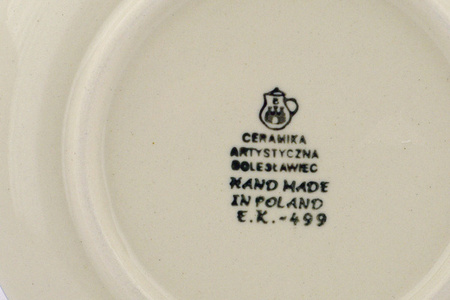 CERAMIKA
ARTYSTYCZNA
BOLESŁAWIEC
HAND MADE
IN POLAND
E.K.-499